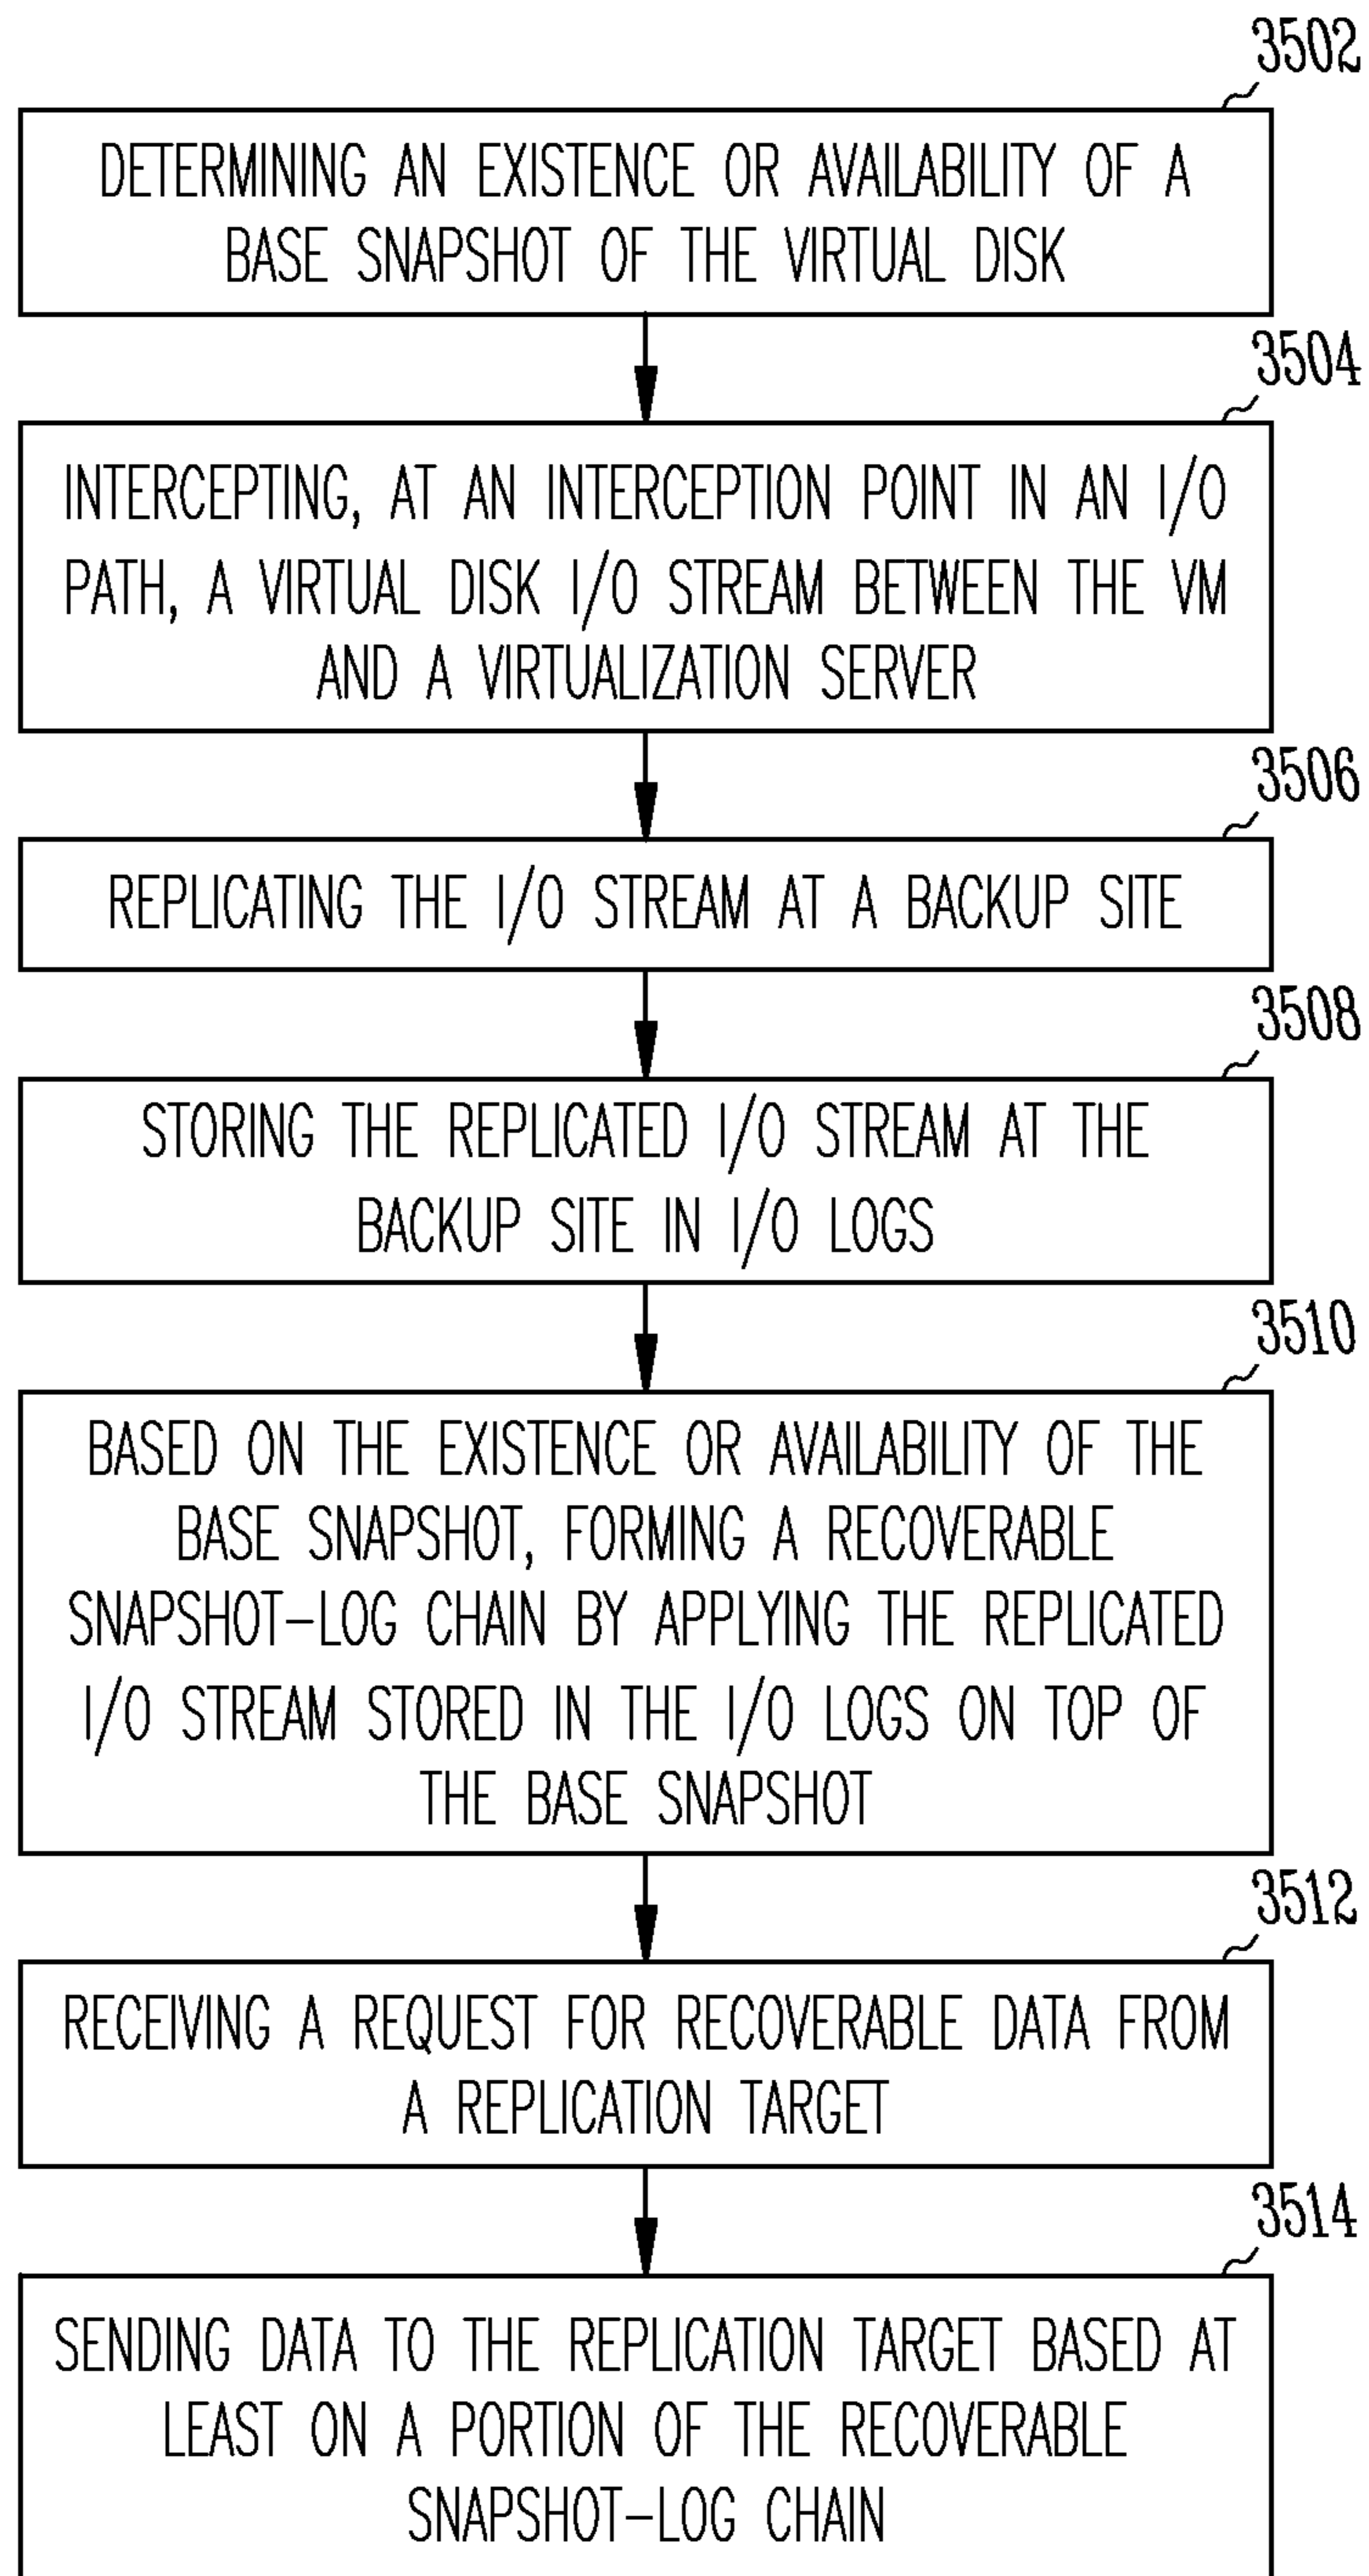 3502
DETERMINING AN EXISTENCE OR AVAILABILITY OF A
BASE SNAPSHOT OF THE VIRTUAL DISK
3504
INTERCEPTING, AT AN INTERCEPTION POINT IN AN I/O
PATH, A VIRTUAL DISK I/O STREAM BETWEEN THE VM
AND A VIRTUALIZATION SERVER
3506
REPLICATING THE I/O STREAM AT A BACKUP SITE
3508
STORING THE REPLICATED I/O STREAM AT THE
BACKUP SITE IN I/O LOGS
3510
BASED ON THE EXISTENCE OR AVAILABILITY OF THE
BASE SNAPSHOT, FORMING A RECOVERABLE
SNAPSHOT-LOG CHAIN BY APPLYING THE REPLICATED
I/O STREAM STORED IN THE I/O LOGS ON TOP OF
THE BASE SNAPSHOT
3512
RECEIVING A REQUEST FOR RECOVERABLE DATA FROM
A REPLICATION TARGET
3514
SENDING DATA TO THE REPLICATION TARGET BASED AT
LEAST ON A PORTION OF THE RECOVERABLE
SNAPSHOT-LOG CHAIN